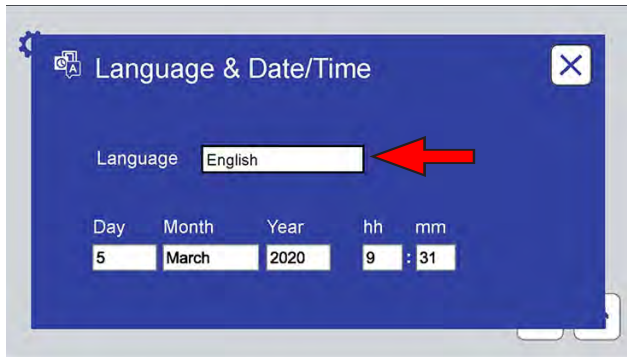 Language & Date/Time
Language English
Day Month Year hh mm
5 March 2020 9 : 31